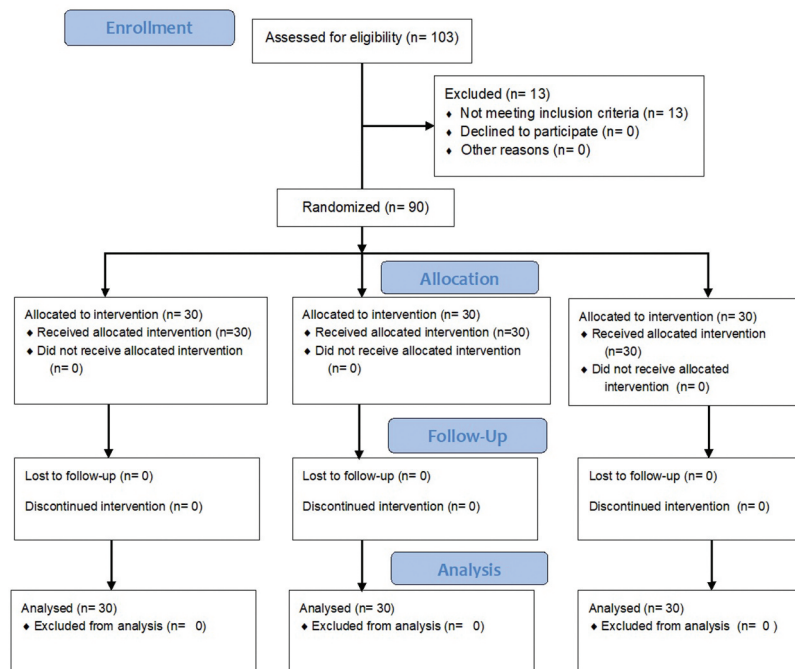 Enrollment
Assessed for eligibility (n= 103)
Excluded (n= 13)
♦ Not meeting inclusion criteria (n= 13)
♦ Declined to participate (n= 0)
♦ Other reasons (n= 0)
Randomized (n= 90)
Allocation
Allocated to intervention (n= 30)
♦ Received allocated intervention (n=30)
♦ Did not receive allocated intervention
(n= 0)
Allocated to intervention (n= 30)
♦ Received allocated intervention (n=30)
♦ Did not receive allocated intervention
(n= 0)
Allocated to intervention (n= 30)
♦ Received allocated intervention
(n=30)
♦ Did not receive allocated
intervention (n= 0)
Follow-Up
Lost to follow-up (n= 0)
Discontinued intervention (n= 0)
Lost to follow-up (n= 0)
Discontinued intervention (n= 0)
Lost to follow-up (n= 0)
Discontinued intervention (n= 0)
Analysis
Analysed (n= 30)
♦ Excluded from analysis (n= 0)
Analysed (n= 30)
♦ Excluded from analysis (n= 0)
Analysed (n= 30)
♦ Excluded from analysis (n= 0 )